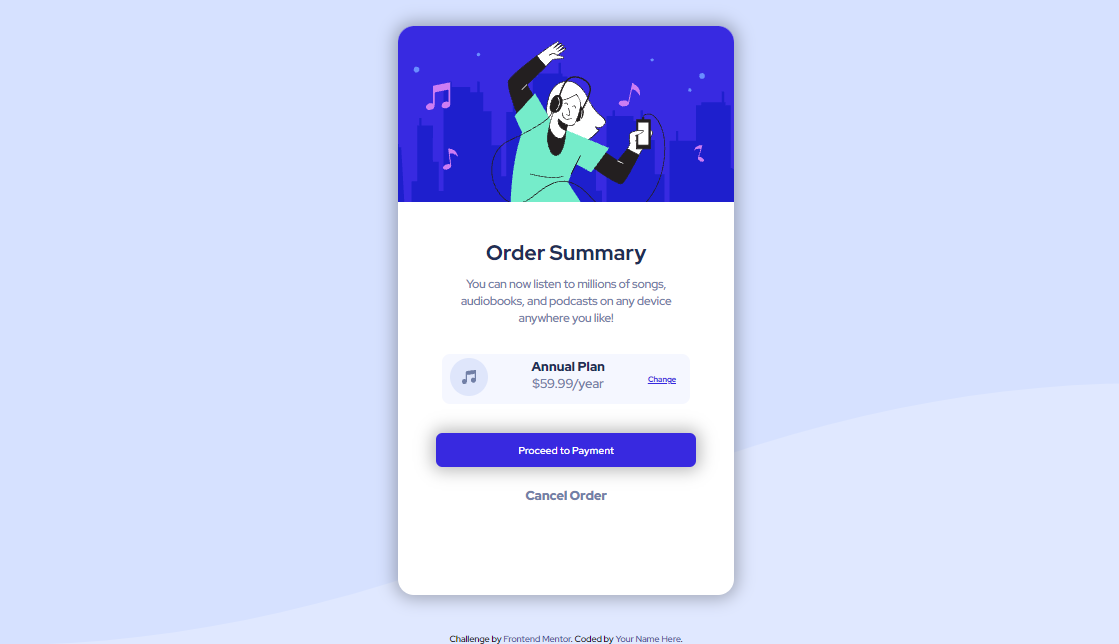 Order Summary
You can now listen to millions of songs,
audiobooks, and podcasts on any device
anywhere you like!
Annual Plan
$59.99/year
Change
Proceed to Payment
Cancel Order
Challenge by Frontend Mentor. Coded by Your Name Here.